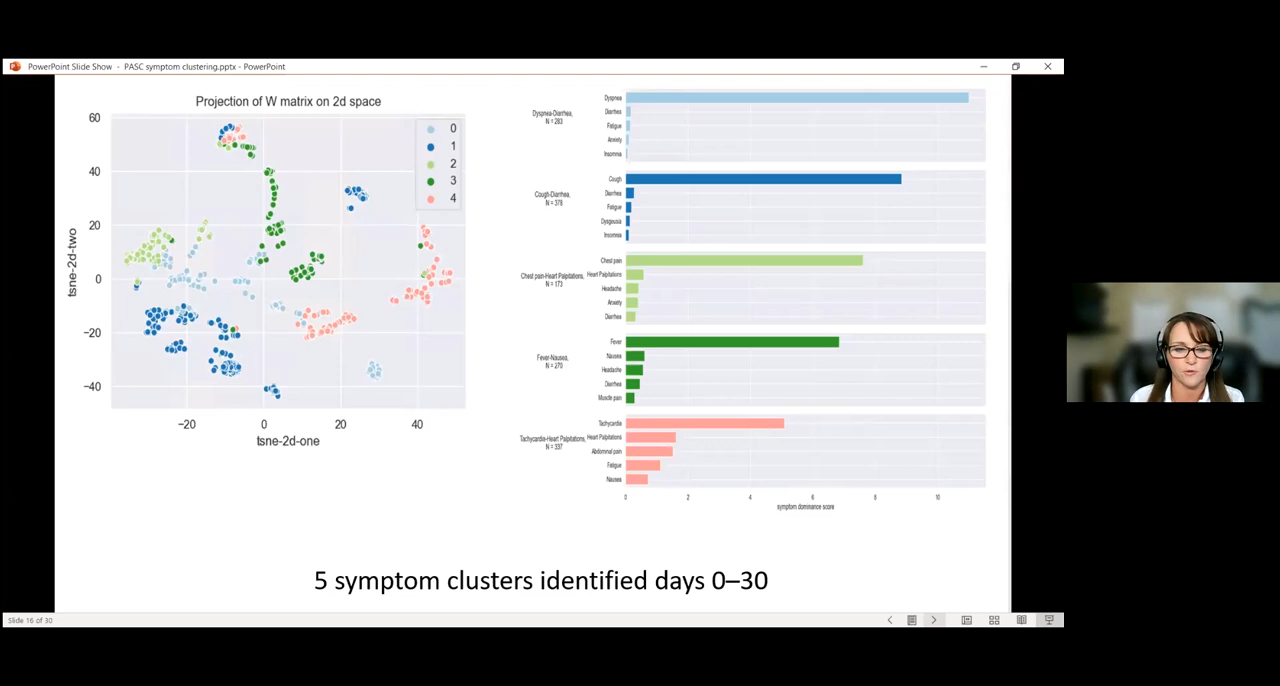 PowerPoint Slide Show - PASC symptom clustering.pptx - PowerPoint
Projection of W matrix on 2d space
60
40
20
0
−20
−40
tsne-2d-two
−20
0
20
40
tsne-2d-one
0
1
2
3
4
Dyspnea-Diarrhea,
N = 283
Dyspnea
Diarrhea
Fatigue
Anxiety
Insomnia
Cough-Diarrhea,
N = 378
Cough
Diarrhea
Fatigue
Dysgeusia
Insomnia
Chest pain-Heart Palpitations,
N = 173
Chest pain
Heart Palpitations
Headache
Anxiety
Diarrhea
Fever-Nausea,
N = 270
Fever
Nausea
Headache
Diarrhea
Muscle pain
Tachycardia-Heart Palpitations,
N = 337
Tachycardia
Heart Palpitations
Abdominal pain
Fatigue
Nausea
0
2
4
6
8
10
symptom dominance score
5 symptom clusters identified days 0–30
Slide 16 of 30